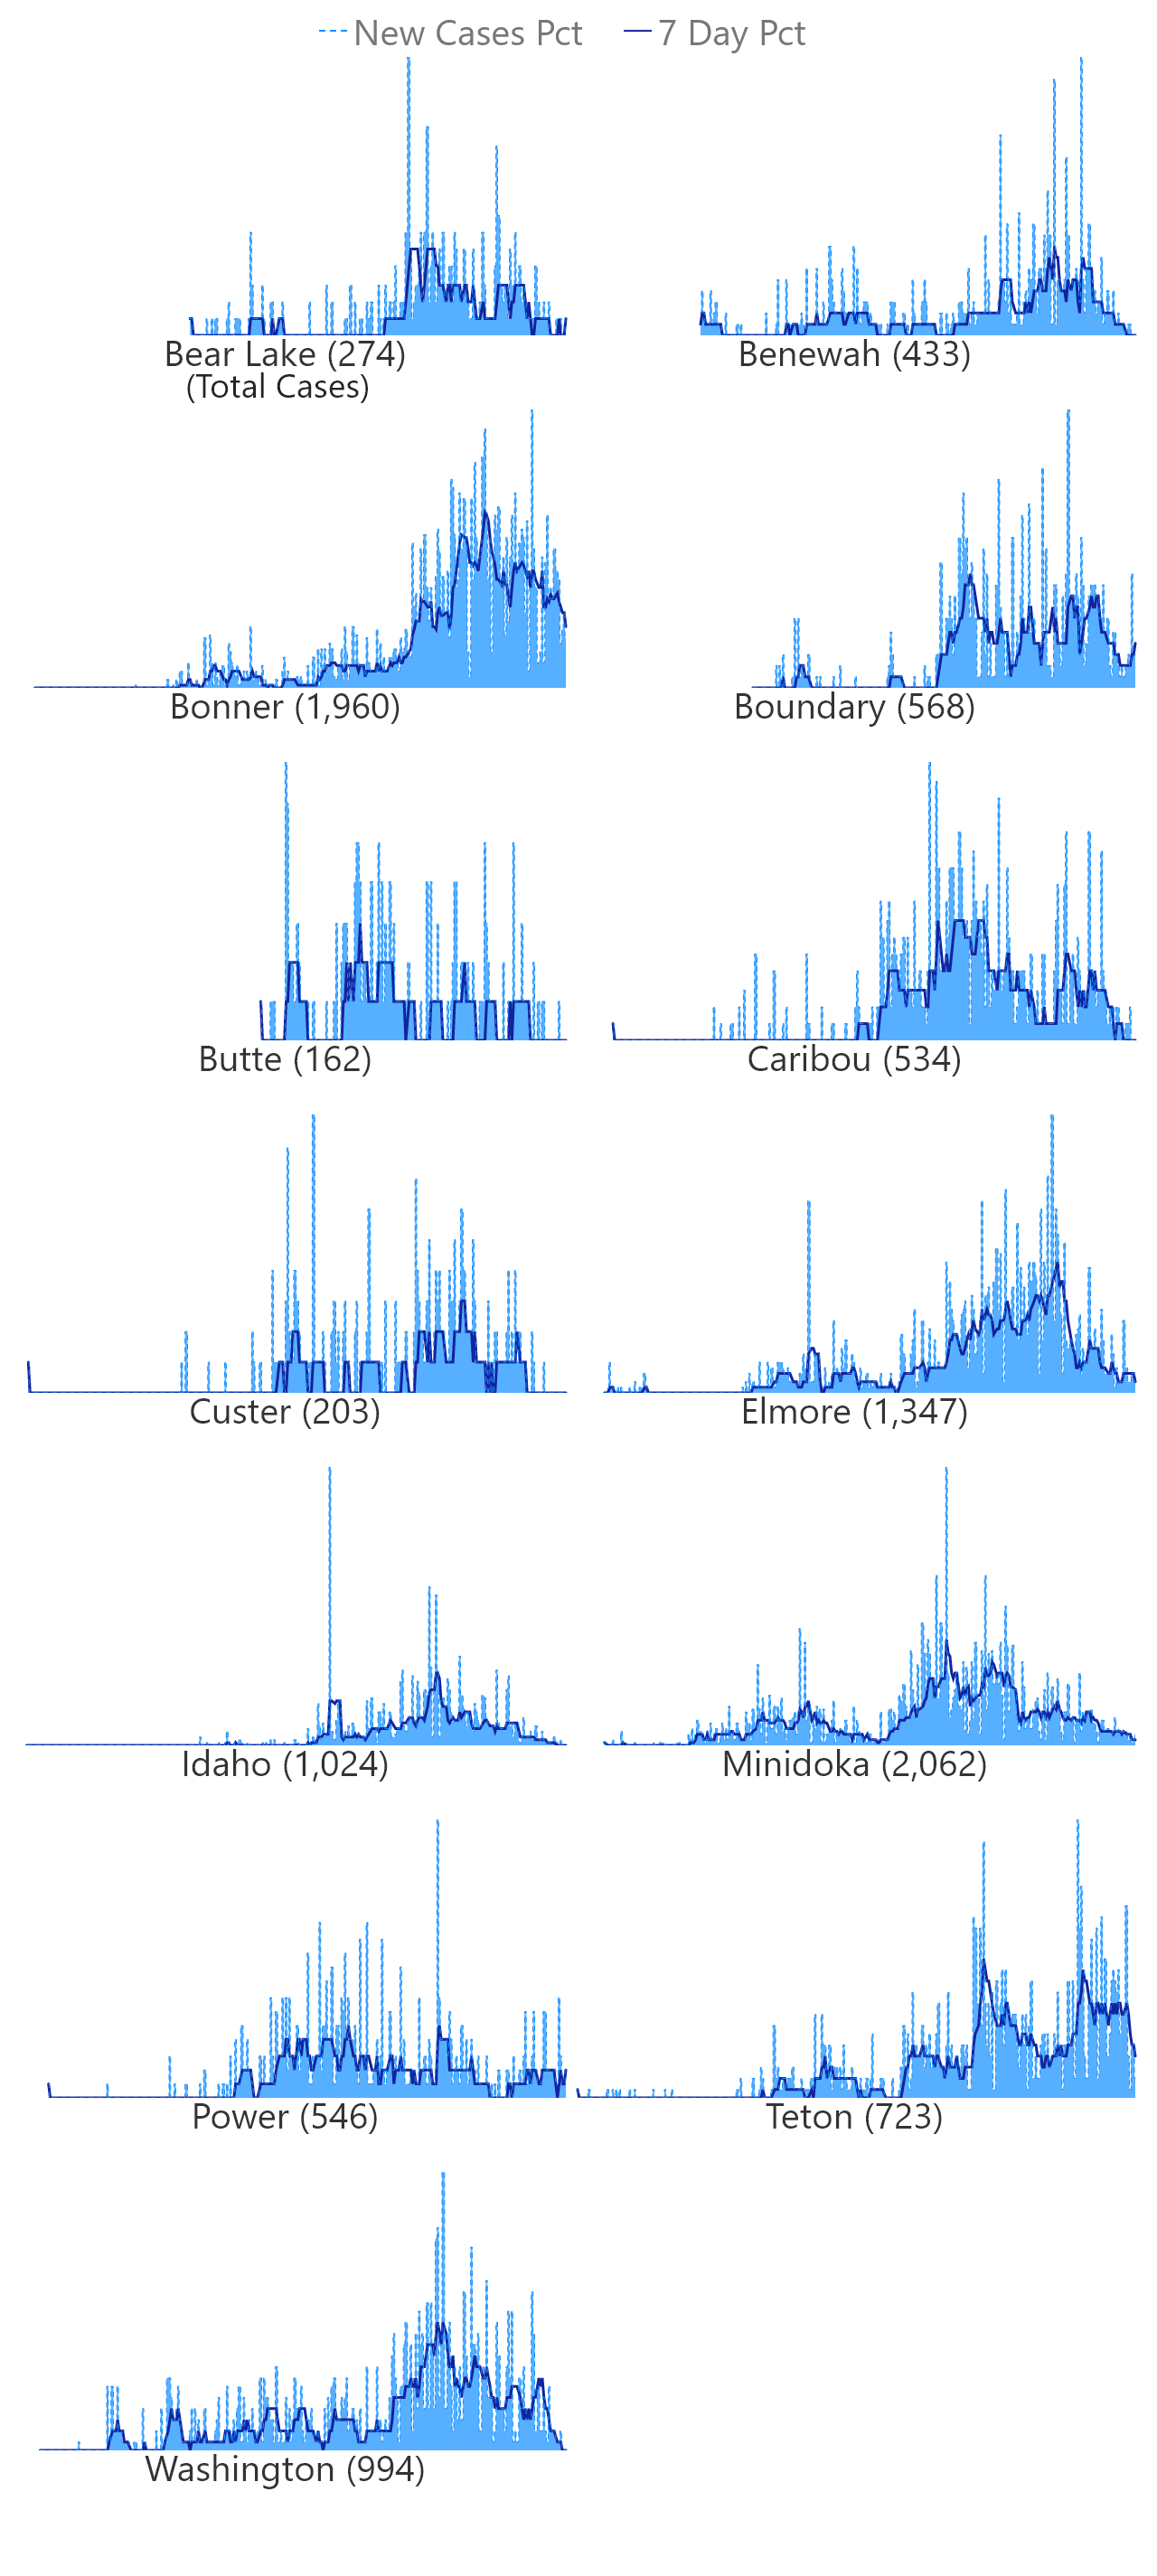 New Cases Pct 7 Day Pct
Bear Lake (274)
(Total Cases)
Benewah (433)
Bonner (1,960)
Boundary (568)
Butte (162)
Caribou (534)
Custer (203)
Elmore (1,347)
Idaho (1,024)
Minidoka (2,062)
Power (546)
Teton (723)
Washington (994)